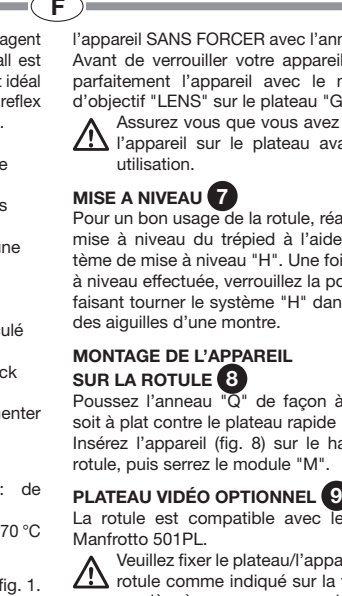 F
agent
all est
t idéal
reflex
.
e
s
une
culé
ck
menter
: de
70 °C
fig. 1.
l'appareil SANS FORCER avec l'ann
Avant de verrouiller votre appareil
parfaitement l'appareil avec le
d'objectif "LENS" sur le plateau "G
Assurez vous que vous avez
l'appareil sur le plateau ava
utilisation.
MISE A NIVEAU 7
Pour un bon usage de la rotule, réa
mise à niveau du trépied à l'aide
tème de mise à niveau "H". Une foi
à niveau effectuée, verrouillez la po
faisant tourner le système "H" dan
des aiguilles d'une montre.
MONTAGE DE L'APPAREIL
SUR LA ROTULE 8
Poussez l'anneau "Q" de façon à
soit à plat contre le plateau rapide
Insérez l'appareil (fig. 8) sur le ha
rotule, puis serrez le module "M".
PLATEAU VIDÉO OPTIONNEL 9
La rotule est compatible avec le
Manfrotto 501PL.
Veuillez fixer le plateau/l'appa
rotule comme indiqué sur la